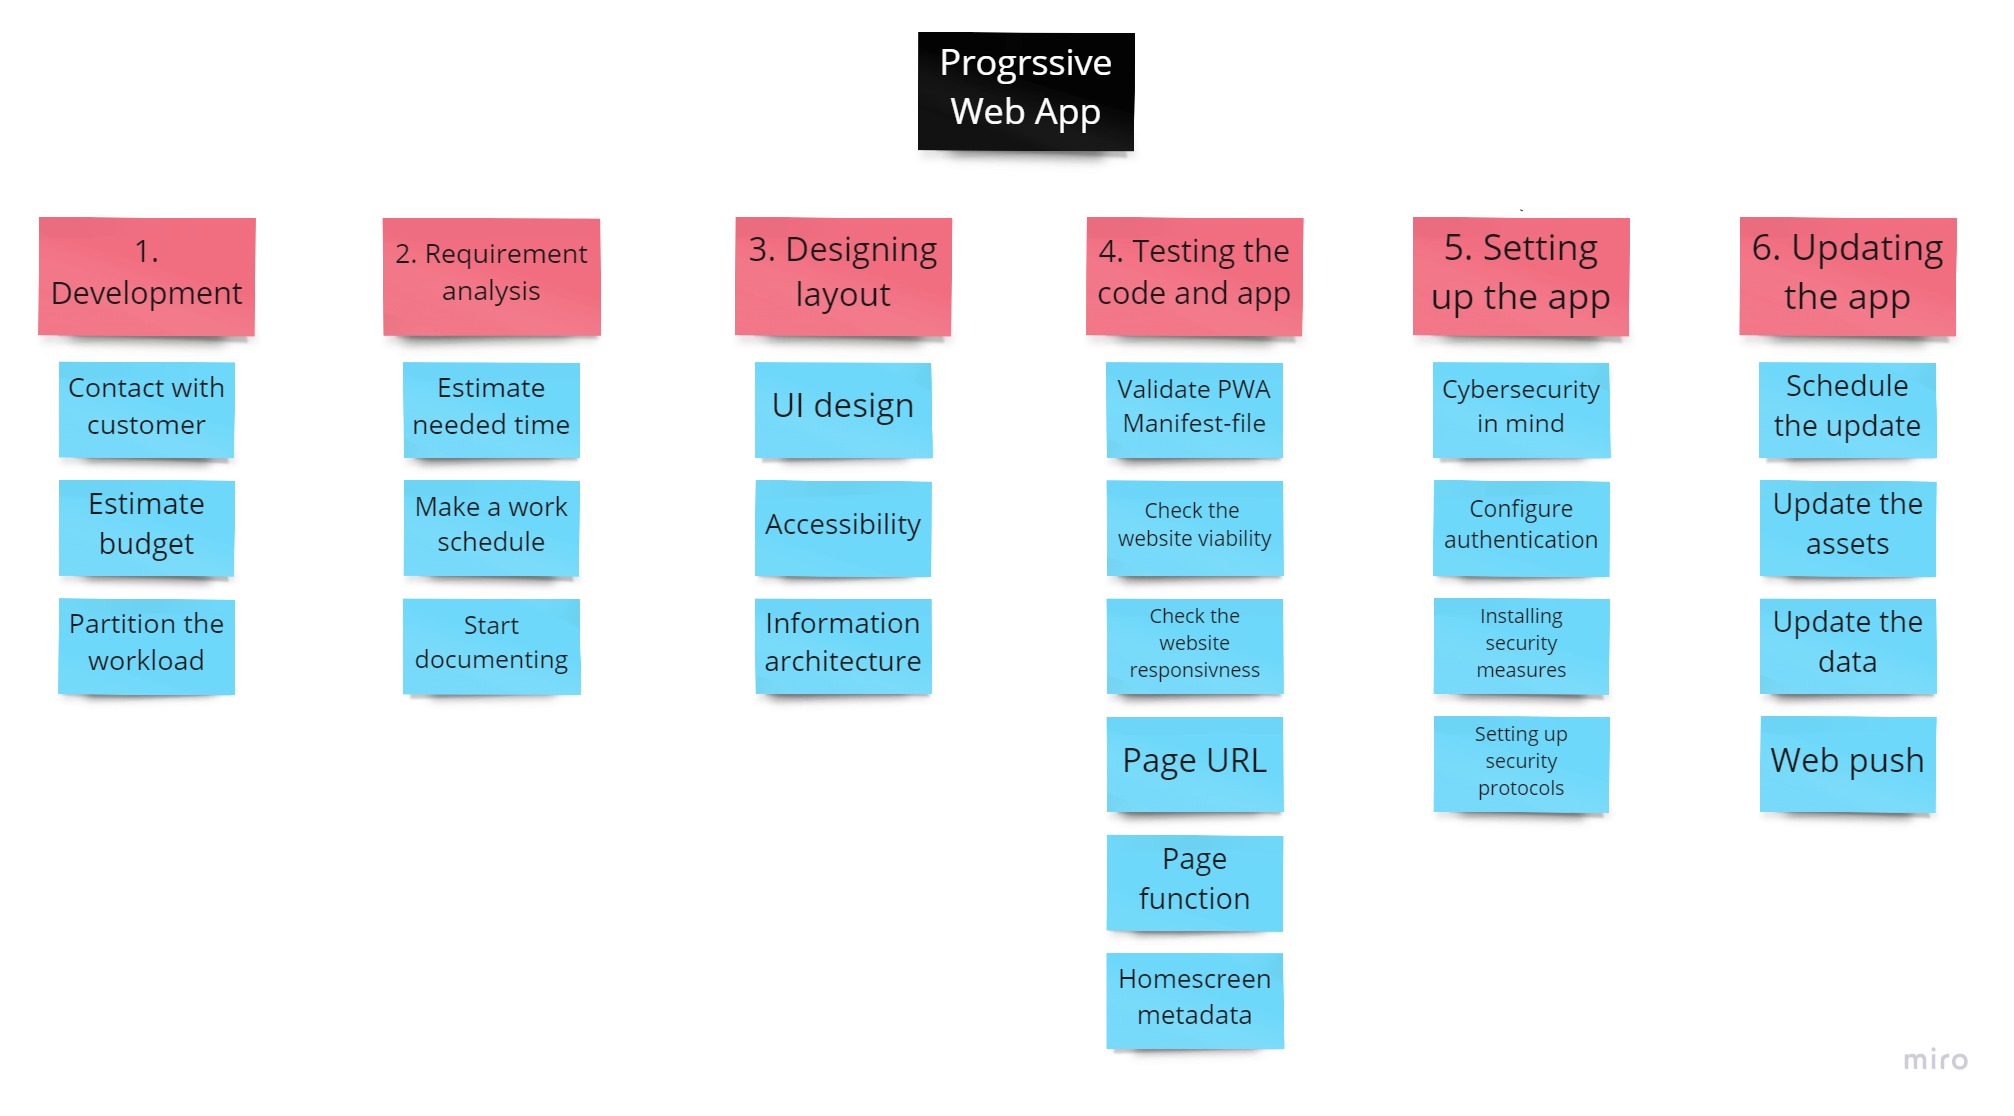 Progrssive
Web App
1.
Development
Contact with
customer
Estimate
budget
Partition the
workload
2. Requirement
analysis
Estimate
needed time
Make a work
schedule
Start
documenting
3. Designing
layout
UI design
Accessibility
Information
architecture
4. Testing the
code and app
Validate PWA
Manifest-file
Check the
website viability
Check the
website
responsivness
Page URL
Page
function
Homescreen
metadata
5. Setting
up the app
Cybersecurity
in mind
Configure
authentication
Installing
security
measures
Setting up
security
protocols
6. Updating
the app
Schedule
the update
Update the
assets
Update the
data
Web push
miro